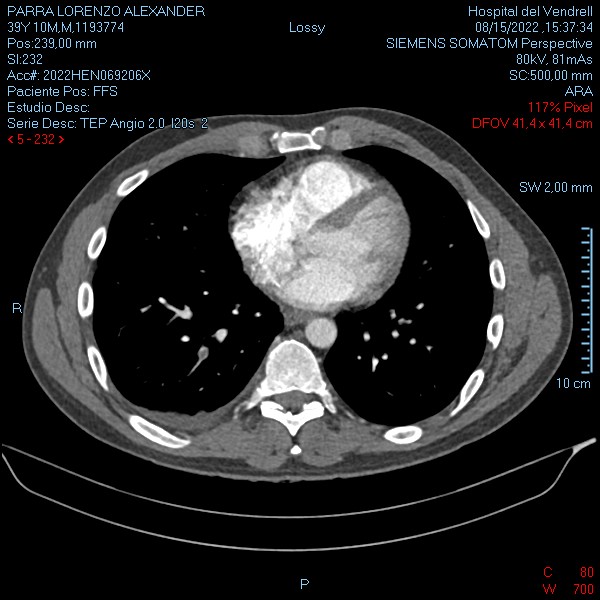 PARRA LORENZO ALEXANDER
39Y 10M,M,1193774
Pos:239,00 mm
SI:232
Acc#: 2022HEN069206X
Paciente Pos: FFS
Estudio Desc:
Serie Desc: TEP Angio 2.0 I20s 2
< 5 - 232 >
Lossy
Hospital del Vendrell
08/15/2022 ,15:37:34
SIEMENS SOMATOM Perspective
80kV, 81mAs
SC:500,00 mm
ARA
117% Pixel
DFOV 41,4 x 41,4 cm
SW 2,00 mm
R
10 cm
P
C 80
W 700